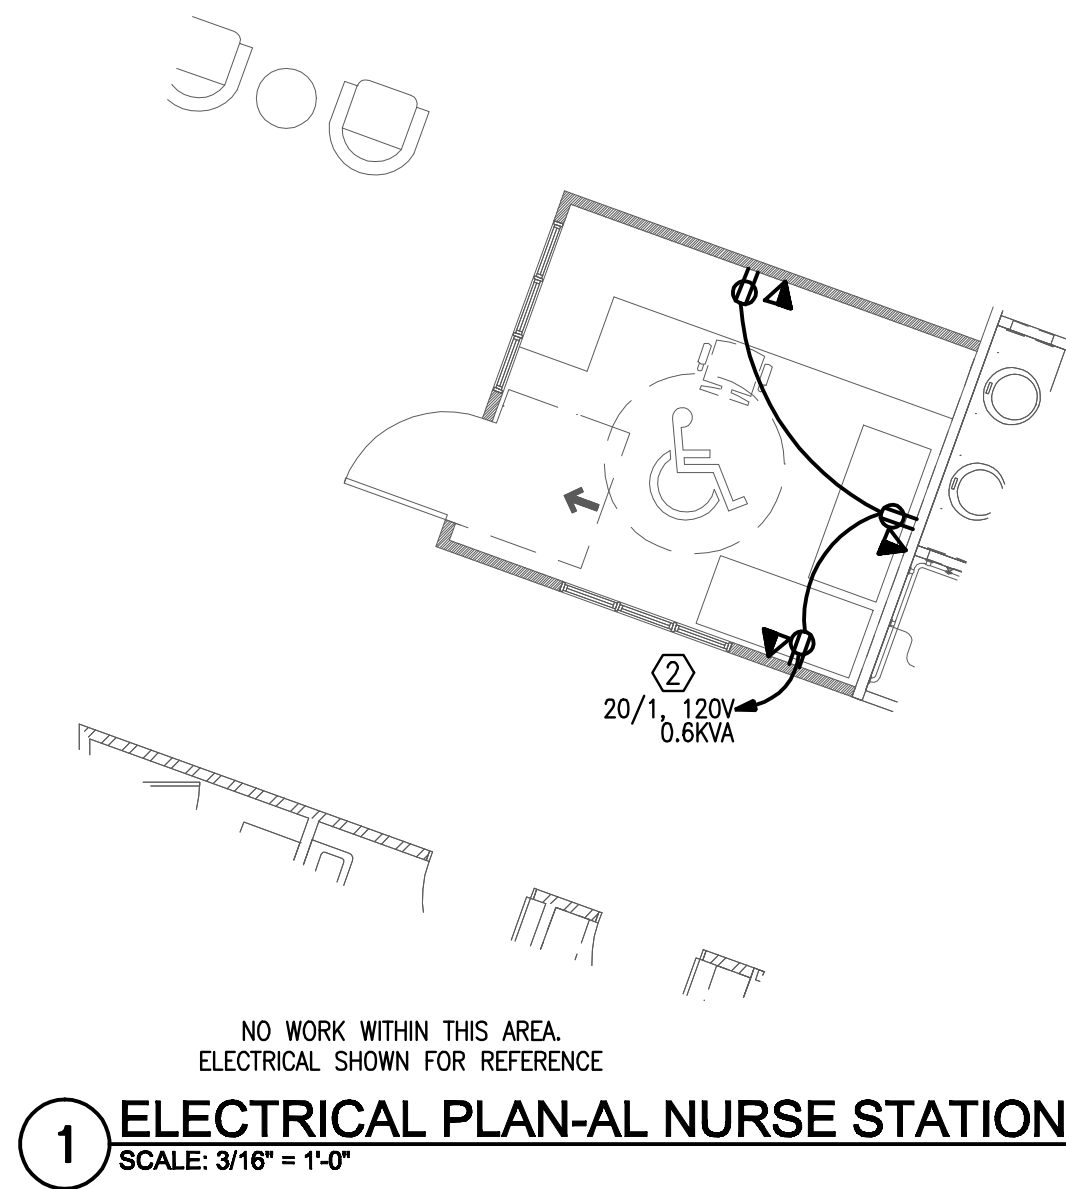 2
20/1, 120V
0.6KVA
NO WORK WITHIN THIS AREA.
ELECTRICAL SHOWN FOR REFERENCE
1
ELECTRICAL PLAN-AL NURSE STATION
SCALE: 3/16" = 1'-0"